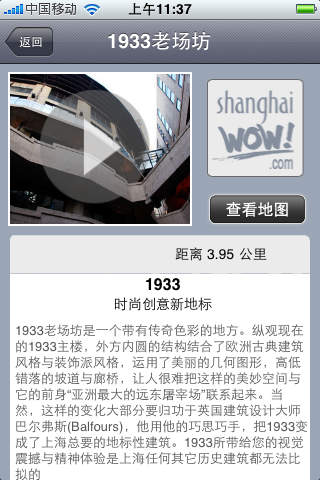 中国移动 上午11:37
返回 1933老场坊
shanghai
WOW!
.com
查看地图
距离 3.95 公里
1933
时尚创意新地标
1933老场坊是一个带有传奇色彩的地方。纵观现在
的1933主楼，外方内圆的结构结合了欧洲古典建筑
风格与装饰派风格，运用了美丽的几何图形，高低
错落的坡道与廊桥，让人很难把这样的美妙空间与
它的前身“亚洲最大的远东屠宰场”联系起来。当
然，这样的变化大部分要归功于英国建筑设计大师
巴尔弗斯(Balfours)，他用他的巧思巧手，把1933变
成了上海总要的地标性建筑。1933所带给您的视觉
震撼与精神体验是上海任何其它历史建筑都无法比
拟的